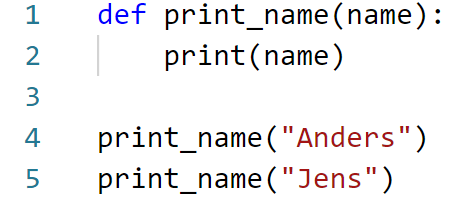 1 def print_name(name):
2     print(name)
3
4 print_name("Anders")
5 print_name("Jens")